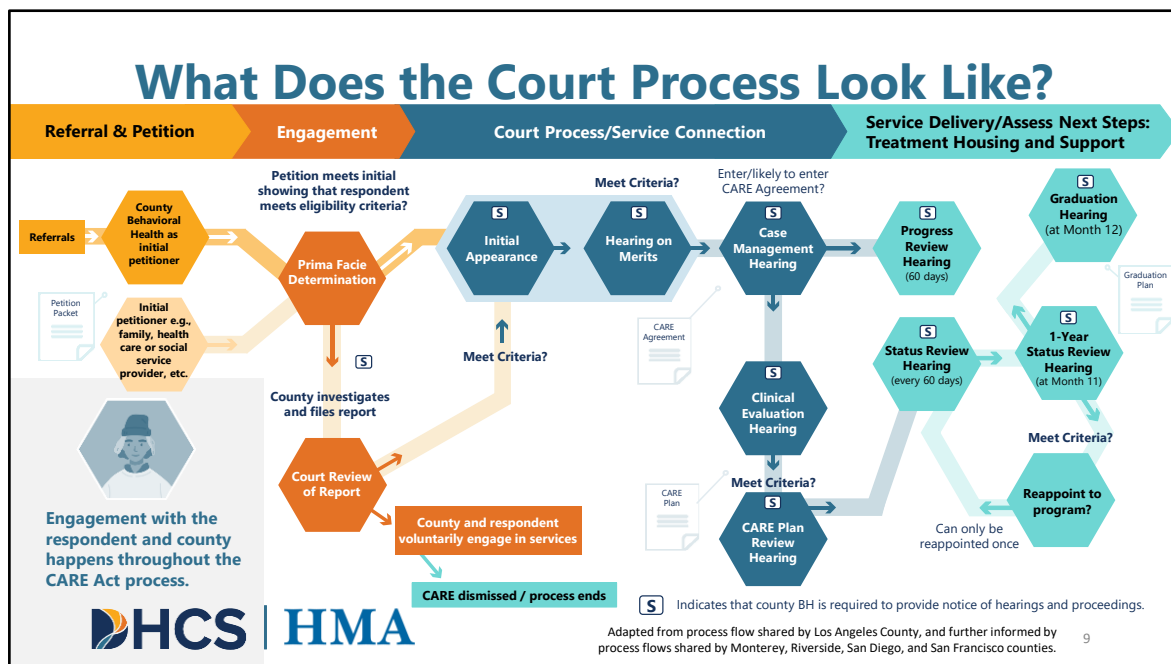 What Does the Court Process Look Like?
Referral & Petition
Engagement
Court Process/Service Connection
Service Delivery/Assess Next Steps:
Treatment Housing and Support
Referrals
County
Behavioral
Health as
initial
petitioner
Petition
Packet
Initial
petitioner e.g.,
family, health
care or social
service
provider, etc.
Petition meets initial
showing that respondent
meets eligibility criteria?
Prima Facie
Determination
S
County investigates
and files report
Court Review
of Report
County and respondent
voluntarily engage in services
CARE dismissed / process ends
Meet Criteria?
S
Initial
Appearance
Meet Criteria?
S
Hearing on
Merits
Enter/likely to enter
CARE Agreement?
S
Case
Management
Hearing
CARE
Agreement
S
Clinical
Evaluation
Hearing
Meet Criteria?
CARE
Plan
S
CARE Plan
Review
Hearing
S
Progress
Review
Hearing
(60 days)
S
Status Review
Hearing
(every 60 days)
S
1-Year
Status Review
Hearing
(at Month 11)
S
Graduation
Hearing
(at Month 12)
Graduation
Plan
Meet Criteria?
Reappoint to
program?
Can only be
reappointed once
Engagement with the
respondent and county
happens throughout the
CARE Act process.
DHCS
HMA
S Indicates that county BH is required to provide notice of hearings and proceedings.
Adapted from process flow shared by Los Angeles County, and further informed by
process flows shared by Monterey, Riverside, San Diego, and San Francisco counties.
9